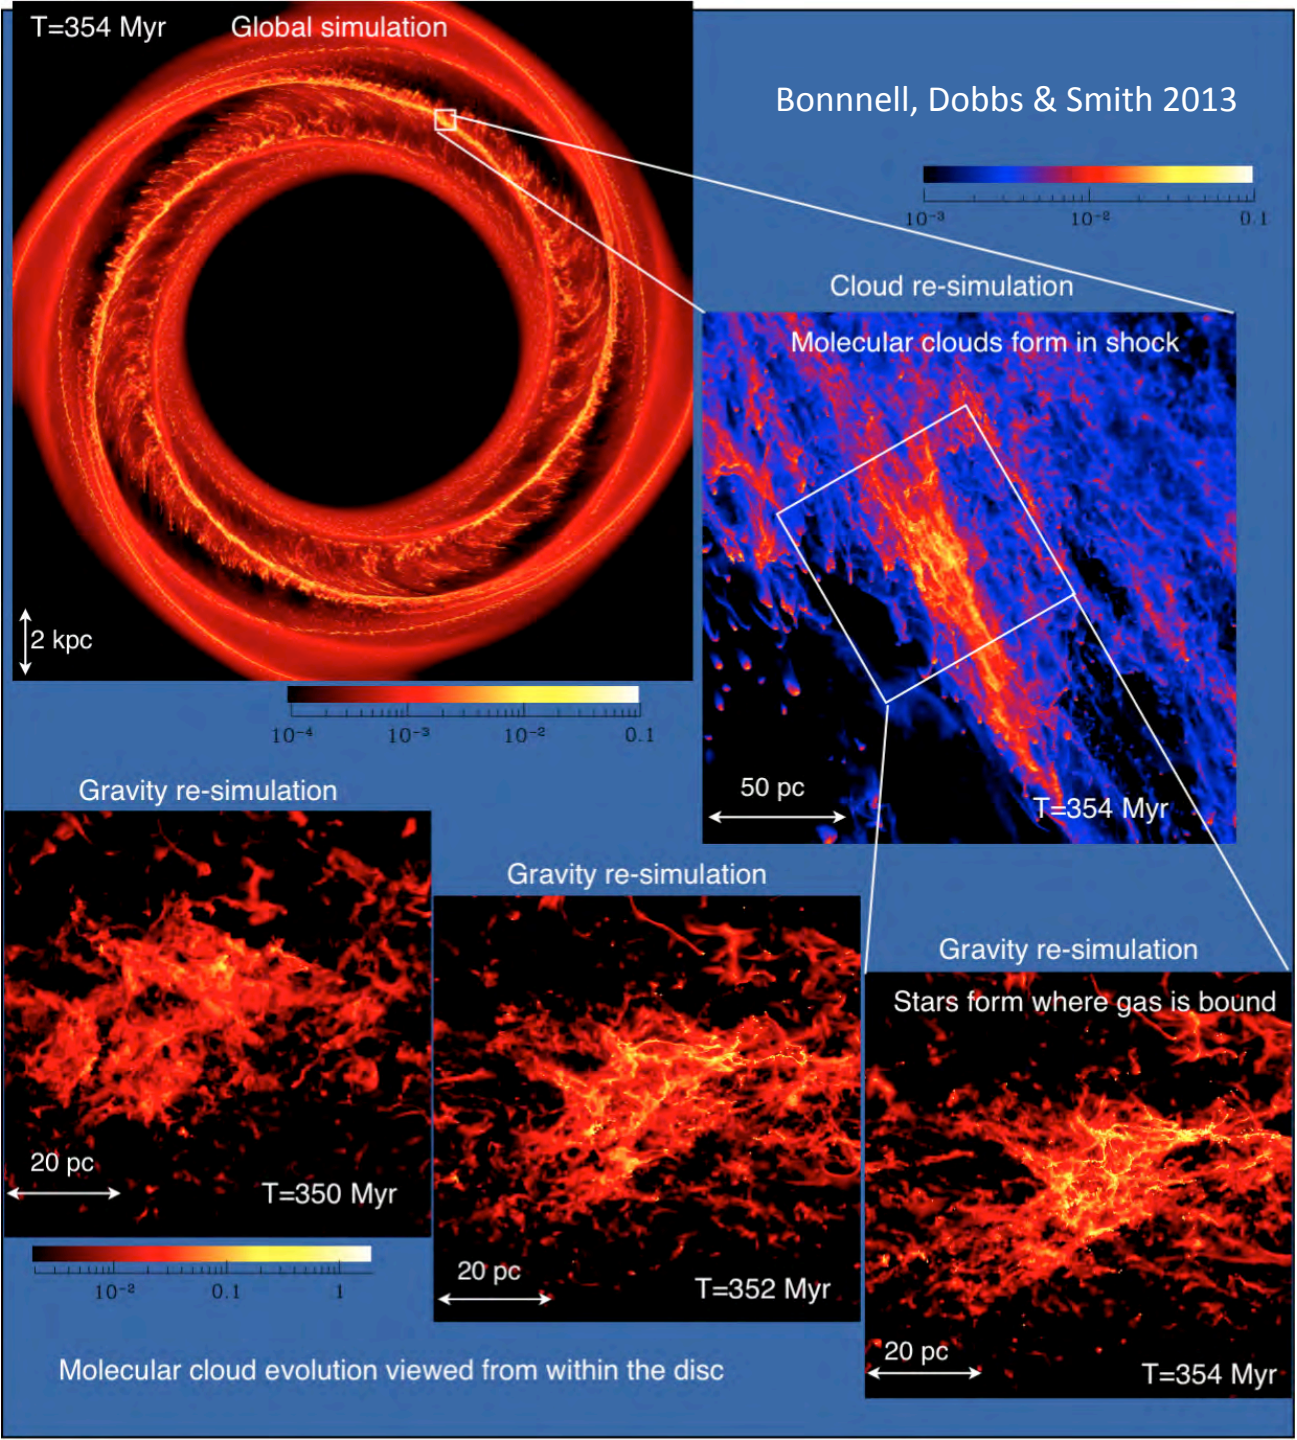 T=354 Myr
Global simulation
Bonnnell, Dobbs & Smith 2013
10⁻³ 10⁻² 0.1
Cloud re-simulation
Molecular clouds form in shock
2 kpc
10⁻⁴ 10⁻³ 10⁻² 0.1
50 pc
T=354 Myr
Gravity re-simulation
20 pc
T=350 Myr
10⁻² 0.1 1
Gravity re-simulation
20 pc
T=352 Myr
Gravity re-simulation
Stars form where gas is bound
20 pc
T=354 Myr
Molecular cloud evolution viewed from within the disc